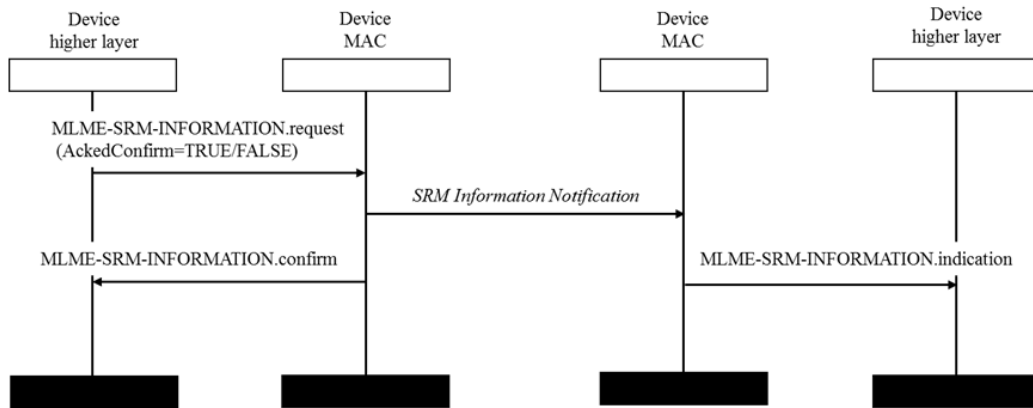 Device
higher layer
Device
MAC
Device
MAC
Device
higher layer
MLME-SRM-INFORMATION.request
(AckedConfirm=TRUE/FALSE)
SRM Information Notification
MLME-SRM-INFORMATION.confirm
MLME-SRM-INFORMATION.indication